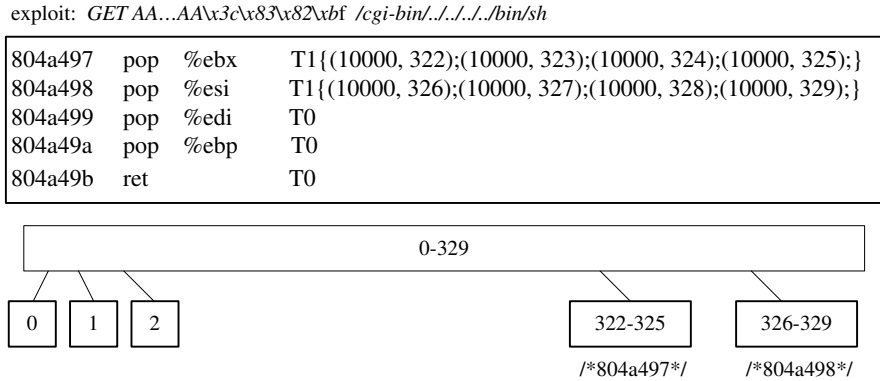 exploit: GET AA…AA\x3c\x83\x82\xbf /cgi-bin/../../../../bin/sh
804a497 pop %ebx T1{(10000, 322);(10000, 323);(10000, 324);(10000, 325);}
804a498 pop %esi T1{(10000, 326);(10000, 327);(10000, 328);(10000, 329);}
804a499 pop %edi T0
804a49a pop %ebp T0
804a49b ret T0
0-329
0 1 2 322-325 326-329
/*804a497*/ /*804a498*/